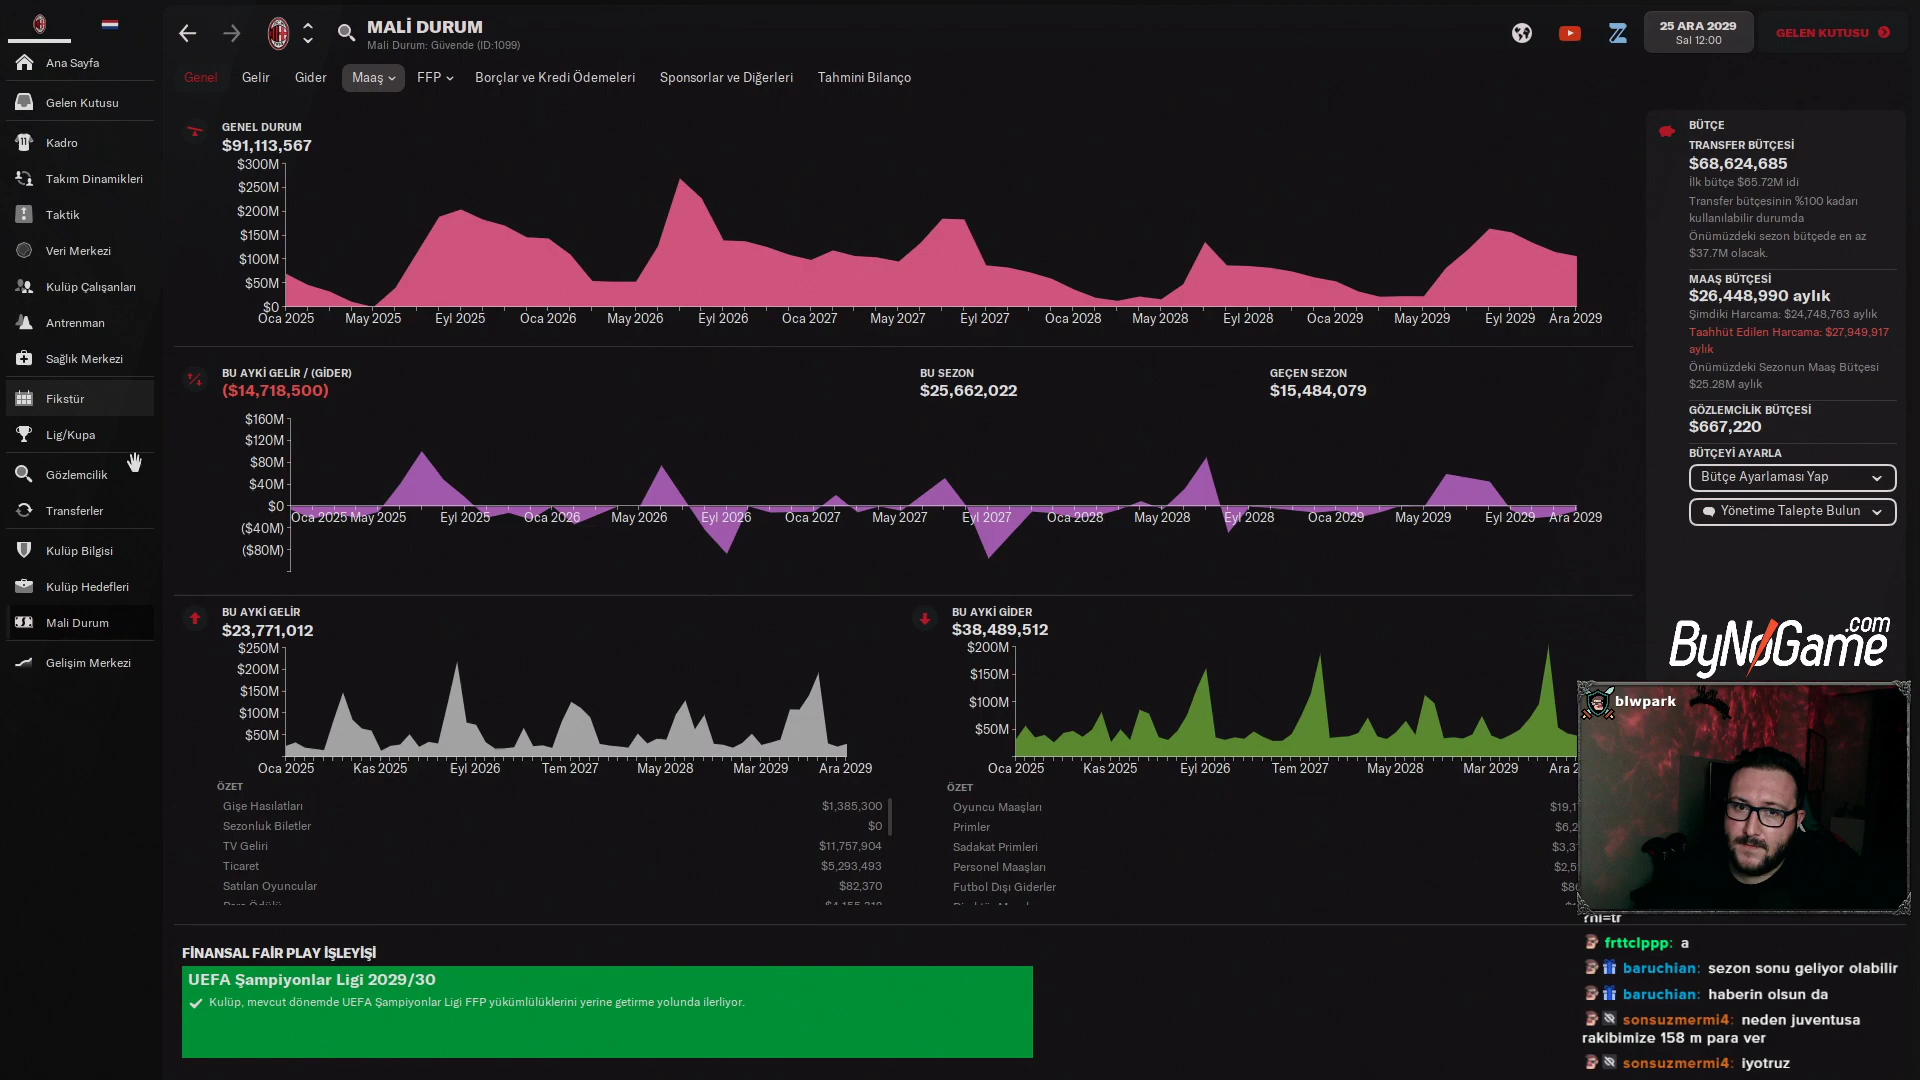 MALİ DURUM
Mali Durum: Güvende (ID:1099)
25 ARA 2029
Sal 12:00
GELEN KUTUSU
Ana Sayfa
Gelen Kutusu
Kadro
Takım Dinamikleri
Taktik
Veri Merkezi
Kulüp Çalışanları
Antrenman
Sağlık Merkezi
Fikstür
Lig/Kupa
Gözlemcilik
Transferler
Kulüp Bilgisi
Kulüp Hedefleri
Mali Durum
Gelişim Merkezi
Genel Gelir Gider Maaş FFP Borçlar ve Kredi Ödemeleri Sponsorlar ve Diğerleri Tahmini Bilanço
GENEL DURUM
$91,113,567
$300M
$250M
$200M
$150M
$100M
$50M
$0
Oca 2025 May 2025 Eyl 2025 Oca 2026 May 2026 Eyl 2026 Oca 2027 May 2027 Eyl 2027 Oca 2028 May 2028 Eyl 2028 Oca 2029 May 2029 Eyl 2029 Ara 2029
BU AYKİ GELİR / (GİDER)
($14,718,500)
BU SEZON
$25,662,022
GEÇEN SEZON
$15,484,079
$160M
$120M
$80M
$40M
$0
($40M)
($80M)
Oca 2025 May 2025 Eyl 2025 Oca 2026 May 2026 Eyl 2026 Oca 2027 May 2027 Eyl 2027 Oca 2028 May 2028 Eyl 2028 Oca 2029 May 2029 Eyl 2029 Ara 2029
BU AYKİ GELİR
$23,771,012
$250M
$200M
$150M
$100M
$50M
Oca 2025 Kas 2025 Eyl 2026 Tem 2027 May 2028 Mar 2029 Ara 2029
ÖZET
Gişe Hasılatları $1,385,300
Sezonluk Biletler $0
TV Geliri $11,757,904
Ticaret $5,293,493
Satılan Oyuncular $82,370
BU AYKİ GİDER
$38,489,512
$200M
$150M
$100M
$50M
Oca 2025 Kas 2025 Eyl 2026 Tem 2027 May 2028 Mar 2029 Ara 2
ÖZET
Oyuncu Maaşları $19,1
Primler $6,2
Sadakat Primleri $3,3
Personel Maaşları $2,5
Futbol Dışı Giderler $8
FİNANSAL FAİR PLAY İŞLEYİŞİ
UEFA Şampiyonlar Ligi 2029/30
Kulüp, mevcut dönemde UEFA Şampiyonlar Ligi FFP yükümlülüklerini yerine getirme yolunda ilerliyor.
BÜTÇE
TRANSFER BÜTÇESİ
$68,624,685
İlk bütçe $65.72M idi
Transfer bütçesinin %100 kadarı
kullanılabilir durumda
Önümüzdeki sezon bütçede en az
$37.7M olacak.
MAAŞ BÜTÇESİ
$26,448,990 aylık
Şimdiki Harcama: $24,748,763 aylık
Taahhüt Edilen Harcama: $27,949,917
aylık
Önümüzdeki Sezonun Maaş Bütçesi
$25.28M aylık
GÖZLEMCİLİK BÜTÇESİ
$667,220
BÜTÇEYİ AYARLA
Bütçe Ayarlaması Yap
Yönetime Talepte Bulun
ByNoGame.com
blwpark
?hl=tr
frttclppp: a
baruchian: sezon sonu geliyor olabilir
baruchian: haberin olsun da
sonsuzmermi4: neden juventusa
rakibimize 158 m para ver
sonsuzmermi4: iyotruz